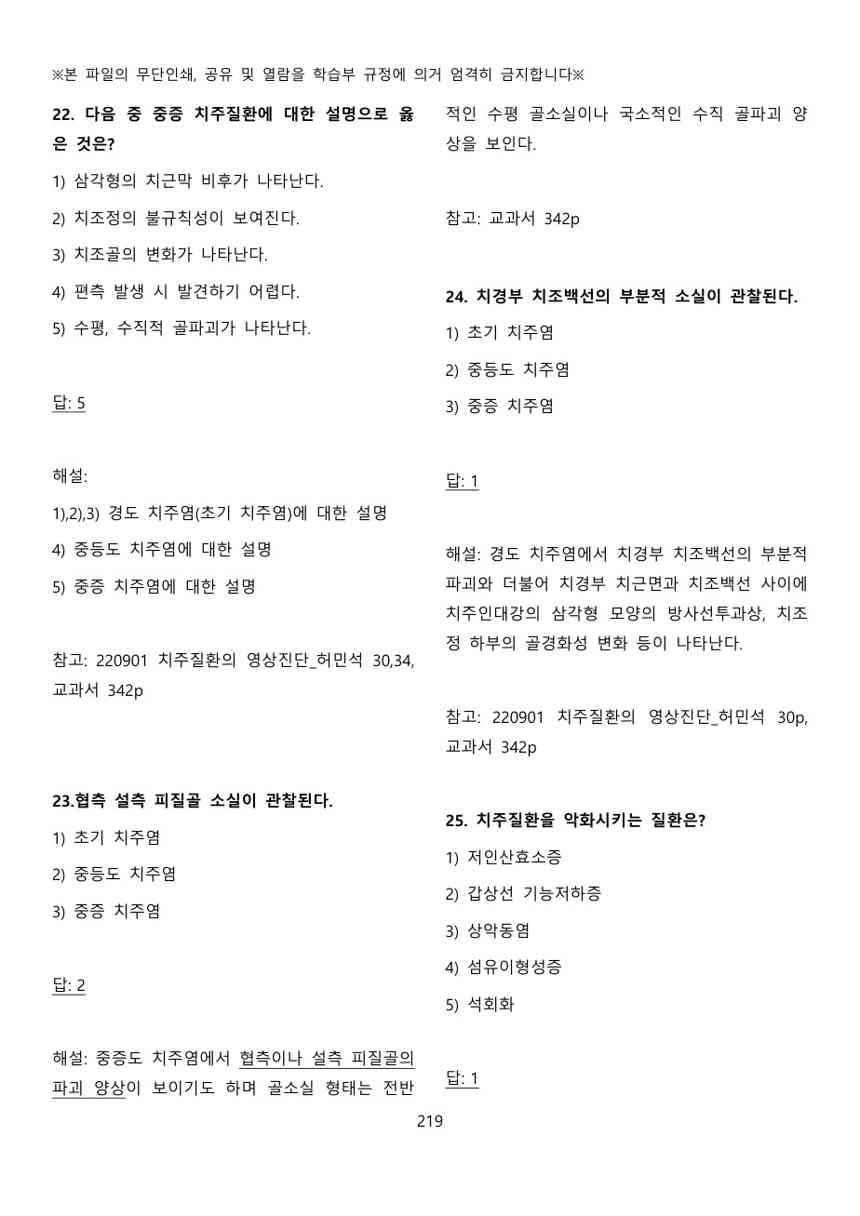 ※본 파일의 무단인쇄, 공유 및 열람을 학습부 규정에 의거 엄격히 금지합니다※
22. 다음 중 중증 치주질환에 대한 설명으로 옳
은 것은?
1) 삼각형의 치근막 비후가 나타난다.
2) 치조정의 불규칙성이 보여진다.
3) 치조골의 변화가 나타난다.
4) 편측 발생 시 발견하기 어렵다.
5) 수평, 수직적 골파괴가 나타난다.
답: 5
해설:
1),2),3) 경도 치주염(초기 치주염)에 대한 설명
4) 중등도 치주염에 대한 설명
5) 중증 치주염에 대한 설명
참고: 220901 치주질환의 영상진단_허민석 30,34,
교과서 342p
23.협측 설측 피질골 소실이 관찰된다.
1) 초기 치주염
2) 중등도 치주염
3) 중증 치주염
답: 2
해설: 중증도 치주염에서 협측이나 설측 피질골의
파괴 양상이 보이기도 하며 골소실 형태는 전반
적인 수평 골소실이나 국소적인 수직 골파괴 양
상을 보인다.
참고: 교과서 342p
24. 치경부 치조백선의 부분적 소실이 관찰된다.
1) 초기 치주염
2) 중등도 치주염
3) 중증 치주염
답: 1
해설: 경도 치주염에서 치경부 치조백선의 부분적
파괴와 더불어 치경부 치근면과 치조백선 사이에
치주인대강의 삼각형 모양의 방사선투과상, 치조
정 하부의 골경화성 변화 등이 나타난다.
참고: 220901 치주질환의 영상진단_허민석 30p,
교과서 342p
25. 치주질환을 악화시키는 질환은?
1) 저인산효소증
2) 갑상선 기능저하증
3) 상악동염
4) 섬유이형성증
5) 석회화
답: 1
219